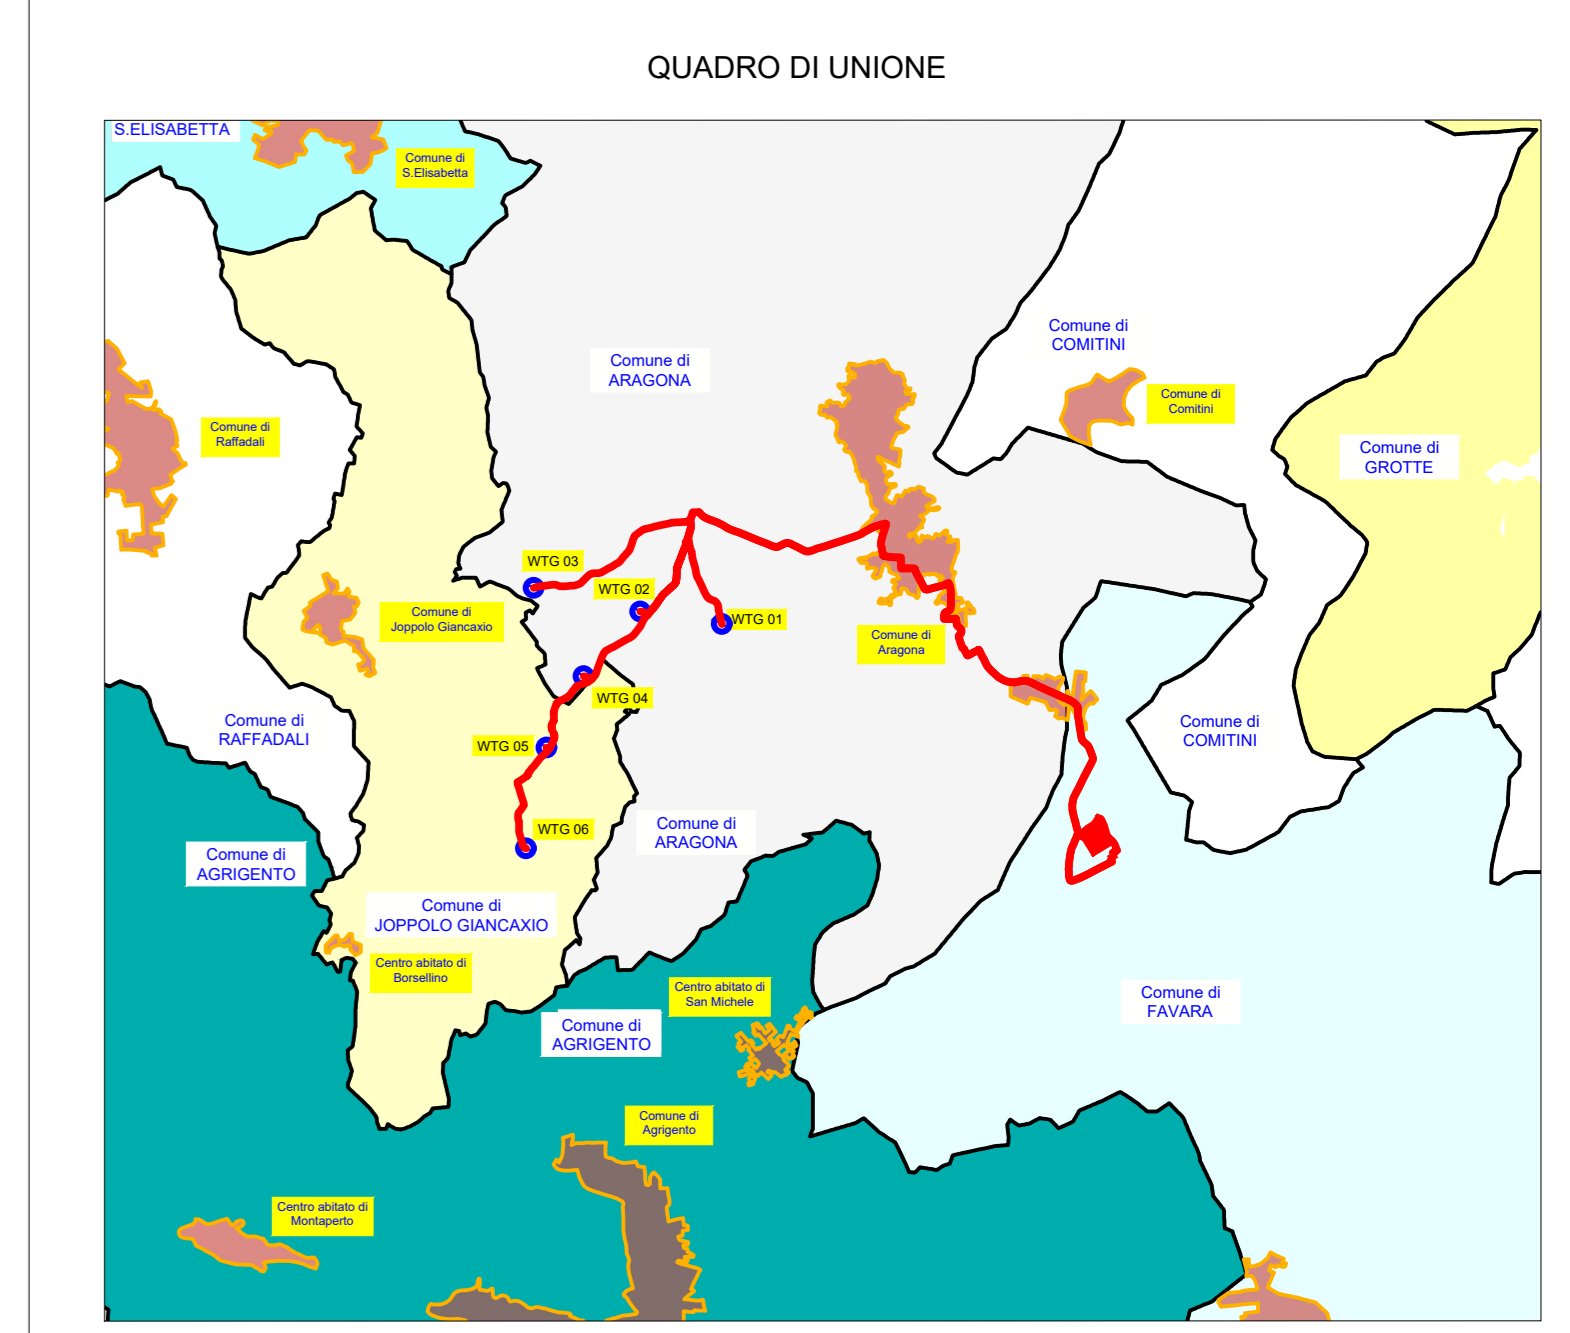 QUADRO DI UNIONE
S.ELISABETTA
Comune di
S.Elisabetta
Comune di
COMITINI
Comune di
ARAGONA
Comune di
Comitini
Comune di
Raffadali
Comune di
GROTTE
WTG 03
WTG 02
WTG 01
Comune di
Joppolo Giancaxio
Comune di
Aragona
WTG 04
Comune di
RAFFADALI
Comune di
COMITINI
WTG 05
WTG 06
Comune di
ARAGONA
Comune di
AGRIGENTO
Comune di
JOPPOLO GIANCAXIO
Centro abitato di
Borsellino
Centro abitato di
San Michele
Comune di
FAVARA
Comune di
AGRIGENTO
Comune di
Agrigento
Centro abitato di
Montaperto